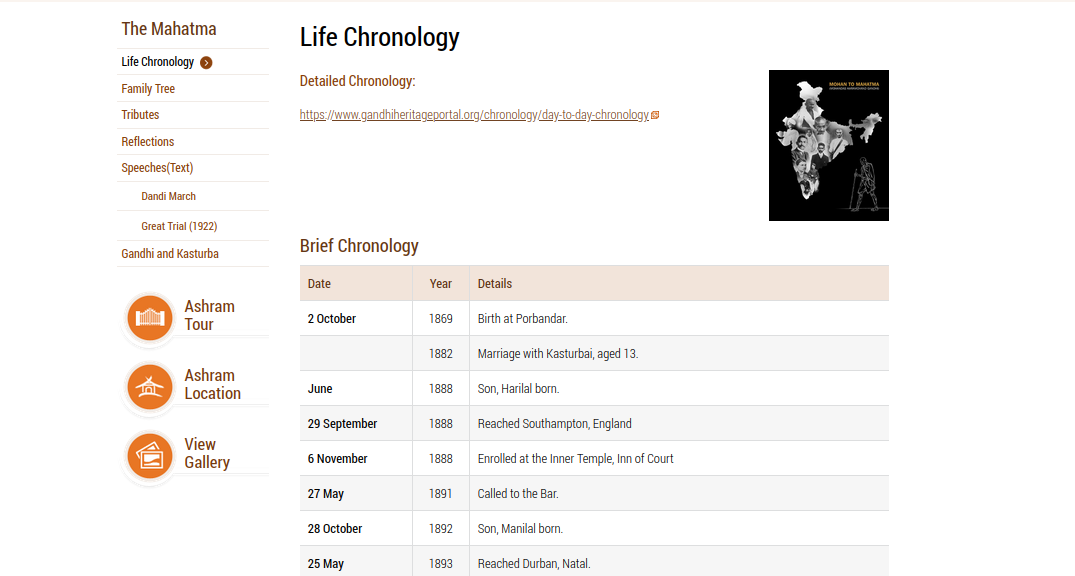 The Mahatma
Life Chronology
Family Tree
Tributes
Reflections
Speeches(Text)
Dandi March
Great Trial (1922)
Gandhi and Kasturba
Ashram
Tour
Ashram
Location
View
Gallery
Life Chronology
Detailed Chronology:
https://www.gandhiheritageportal.org/chronology/day-to-day-chronology
MOHAN TO MAHATMA
Brief Chronology
Date Year Details
2 October 1869 Birth at Porbandar.
1882 Marriage with Kasturbai, aged 13.
June 1888 Son, Harilal born.
29 September 1888 Reached Southampton, England
6 November 1888 Enrolled at the Inner Temple, Inn of Court
27 May 1891 Called to the Bar.
28 October 1892 Son, Manilal born.
25 May 1893 Reached Durban, Natal.